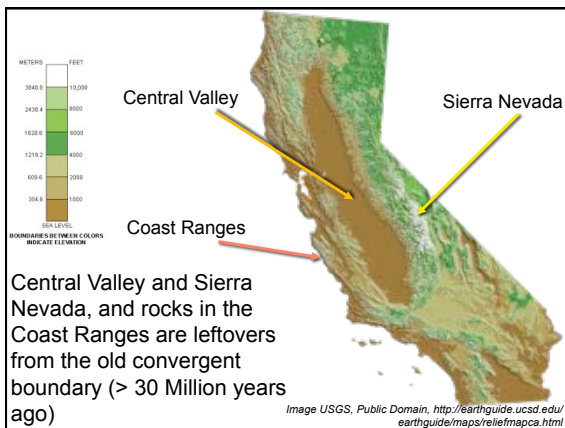 METERS FEET
3048.0 10,000
2438.4 8000
1828.8 6000
1219.2 4000
609.6 2000
304.8 1000
SEA LEVEL
BOUNDARIES BETWEEN COLORS
INDICATE ELEVATION
Central Valley
Sierra Nevada
Coast Ranges
Central Valley and Sierra
Nevada, and rocks in the
Coast Ranges are leftovers
from the old convergent
boundary (> 30 Million years
ago)
Image USGS, Public Domain, http://earthguide.ucsd.edu/
earthguide/maps/reliefmapca.html